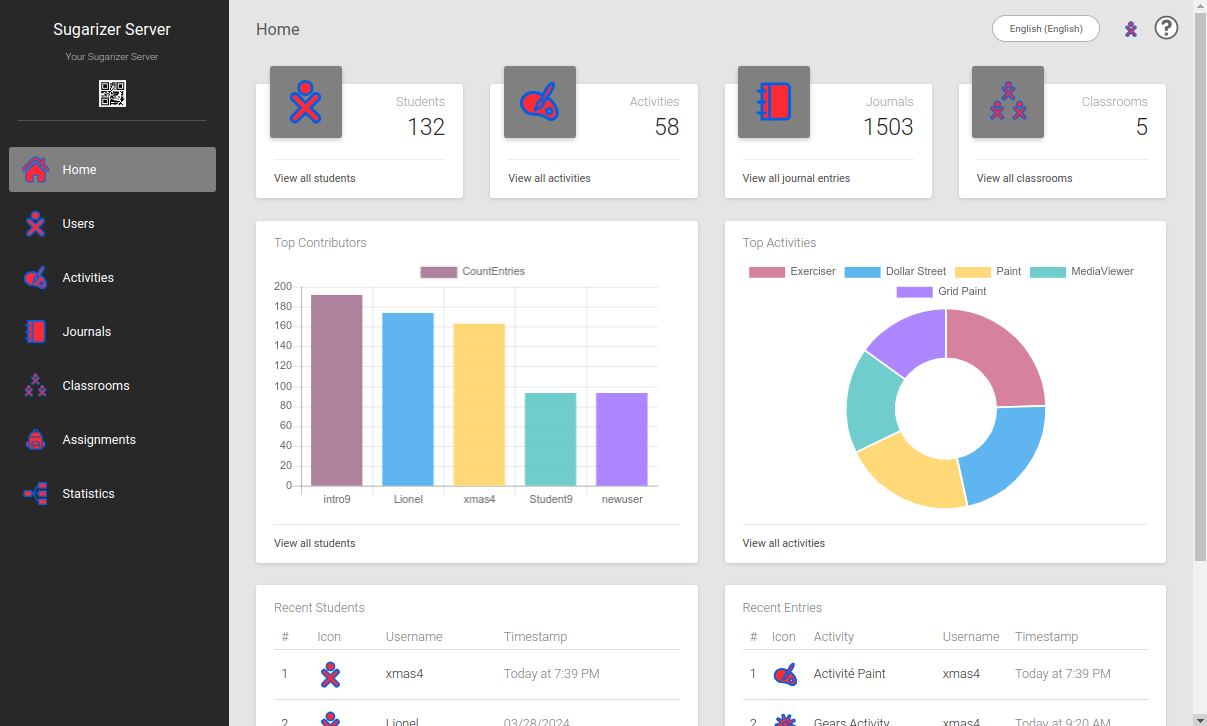 Sugarizer Server
Your Sugarizer Server
Home
Users
Activities
Journals
Classrooms
Assignments
Statistics
Home
English (English)
?
Students
132
View all students
Activities
58
View all activities
Journals
1503
View all journal entries
Classrooms
5
View all classrooms
Top Contributors
CountEntries
200
180
160
140
120
100
80
60
40
20
0
intro9 Lionel xmas4 Student9 newuser
View all students
Top Activities
Exerciser Dollar Street Paint MediaViewer
Grid Paint
View all activities
Recent Students
# Icon Username Timestamp
1 xmas4 Today at 7:39 PM
2 Lionel 03/28/2024
Recent Entries
# Icon Activity Username Timestamp
1 Activité Paint xmas4 Today at 7:39 PM
2 Gears Activity xmas4 Today at 9:20 AM